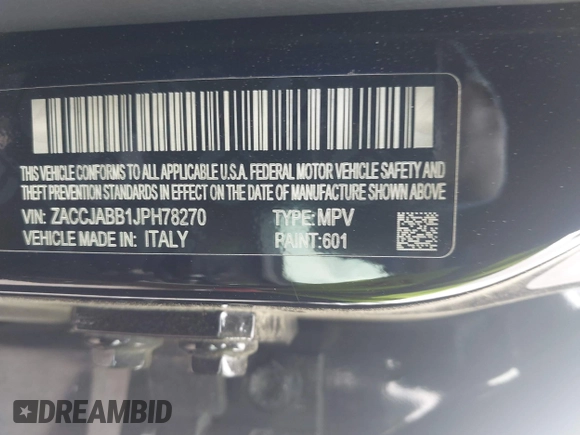 THIS VEHICLE CONFORMS TO ALL APPLICABLE U.S.A. FEDERAL MOTOR VEHICLE SAFETY AND
THEFT PREVENTION STANDARDS IN EFFECT ON THE DATE OF MANUFACTURE SHOWN ABOVE.
VIN: ZACCJABB1JPH78270 TYPE: MPV
VEHICLE MADE IN: ITALY PAINT: 601
DREAMBID